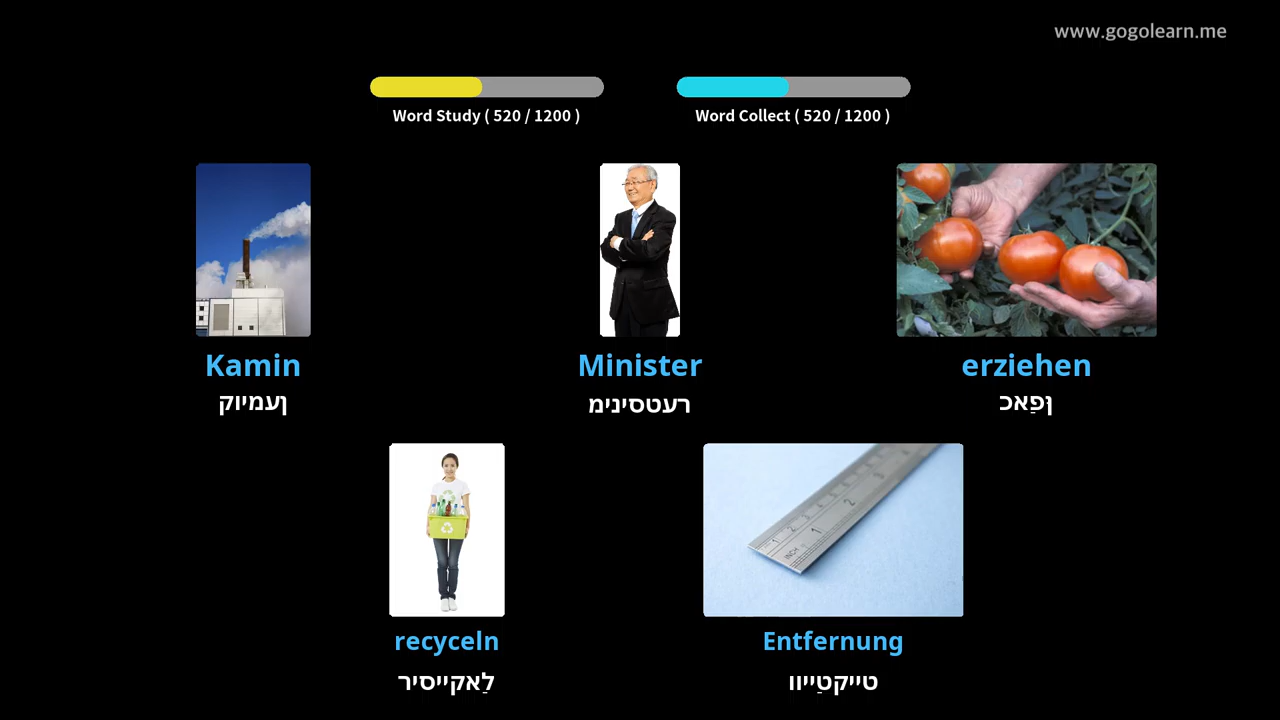 www.gogolearn.me
Word Study ( 520 / 1200 )
Word Collect ( 520 / 1200 )
Kamin
Minister
erziehen
ןעמיוק
רעטסינימ
ןּפַאכ
recyceln
Entfernung
לַאקייסיר
טייקטַייוו